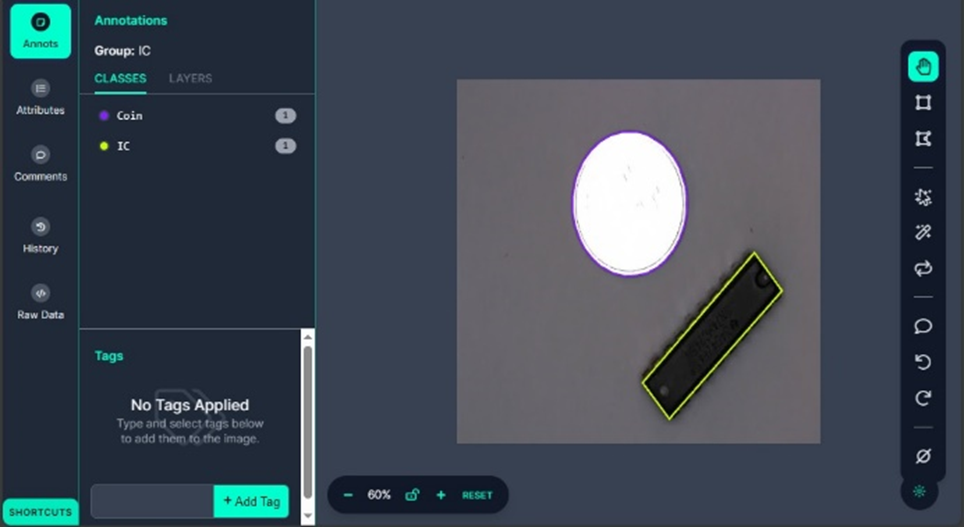 Annots
Attributes
Comments
History
Raw Data
SHORTCUTS
Annotations
Group: IC
CLASSES LAYERS
Coin 1
IC 1
Tags
No Tags Applied
Type and select tags below
to add them to the image.
+ Add Tag
− 60% + RESET